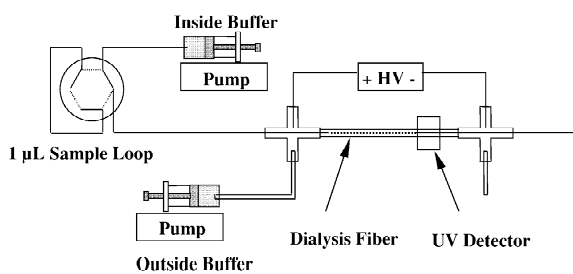 Inside Buffer
Pump
+ HV -
1 µL Sample Loop
Pump
Dialysis Fiber
UV Detector
Outside Buffer